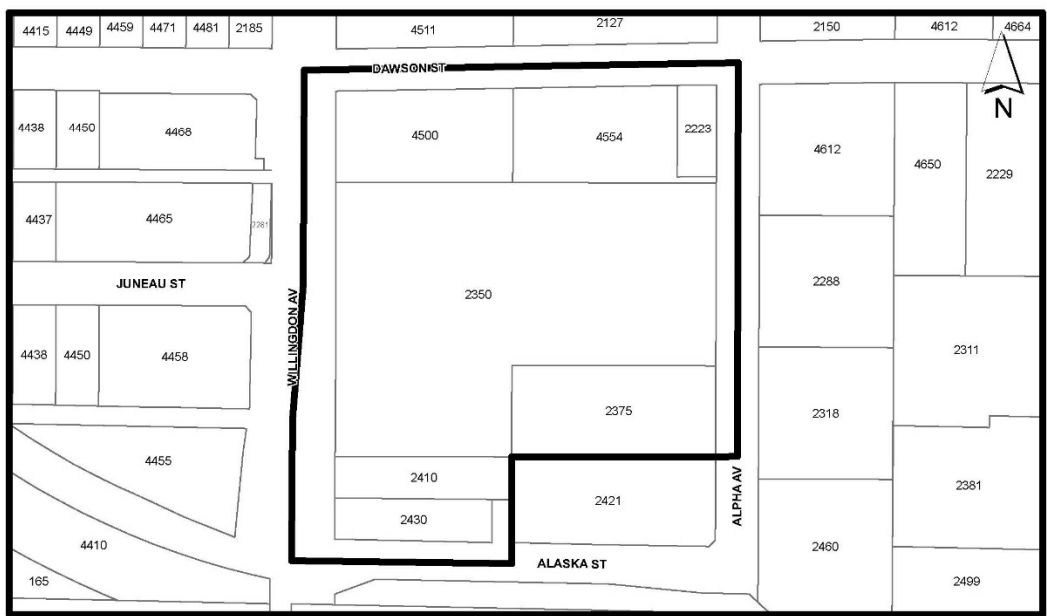 4415 4449 4459 4471 4481 2185 4511 2127 2150 4612 4664
DAWSON ST
N
4438 4450 4468 4500 4554 2223 4612 4650 2229
4437 4465 2281
JUNEAU ST
WILLINGDON AV
2350 2288
4438 4450 4458 2311
2375 2318
4455
2410 2421 ALPHA AV 2381
2430
4410 2460
ALASKA ST
165 2499